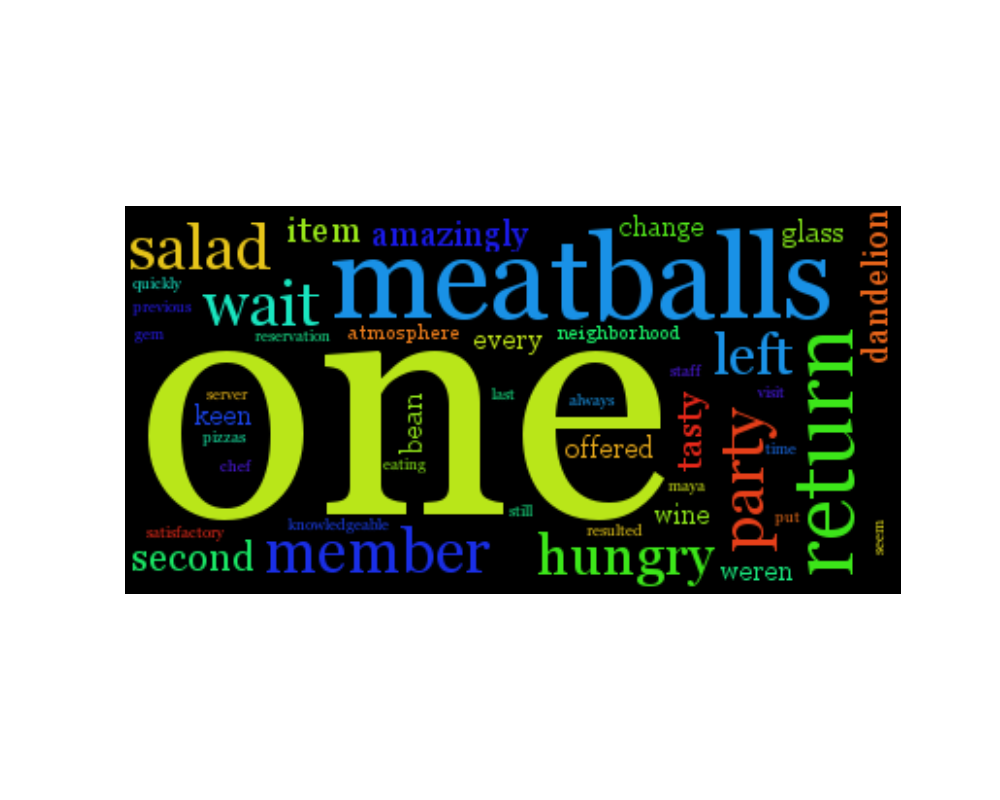 salad
item
amazingly
change
glass
dandelion
quickly
previous
gem
wait
meatballs
reservation
atmosphere
every
neighborhood
left
return
one
server
keen
pizzas
chef
bean
eating
last
always
offered
staff
tasty
visit
party
time
maya
wine
put
still
satisfactory
knowledgeable
resulted
second
member
hungry
weren
seem